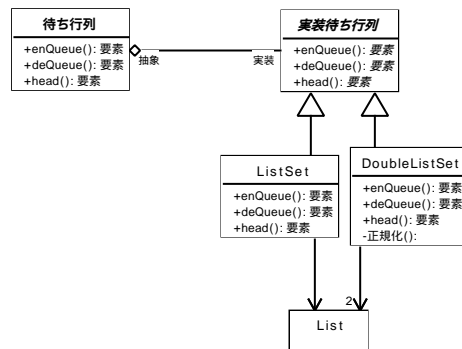 待ち行列
+enQueue(): 要素
+deQueue(): 要素
+head(): 要素
抽象
実装
実装待ち行列
+enQueue(): 要素
+deQueue(): 要素
+head(): 要素
ListSet
+enQueue(): 要素
+deQueue(): 要素
+head(): 要素
DoubleListSet
+enQueue(): 要素
+deQueue(): 要素
+head(): 要素
-正規化():
2
List